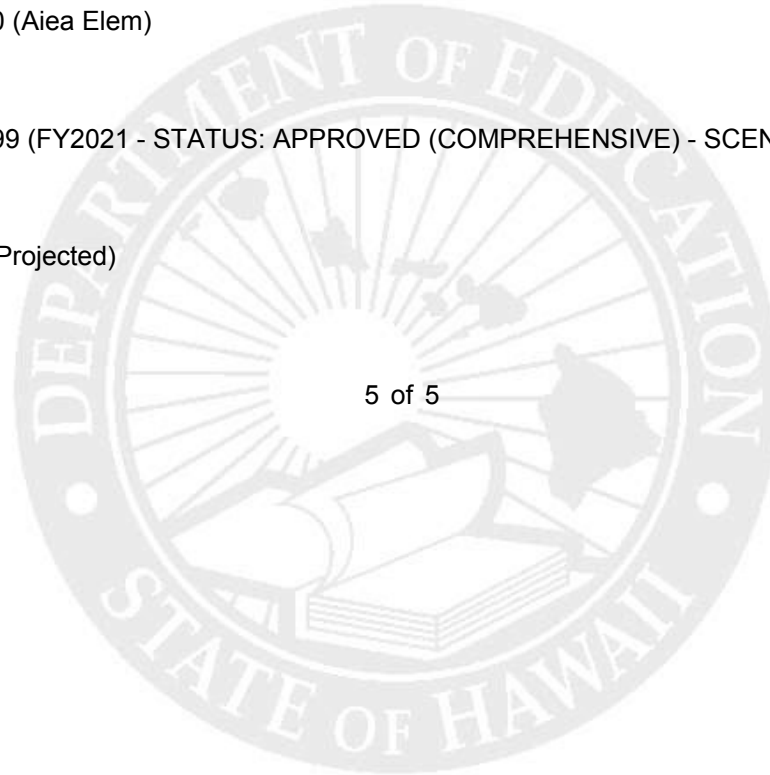 0 (Aiea Elem)
99 (FY2021 - STATUS: APPROVED (COMPREHENSIVE) - SCEN
Projected)
5 of 5
DEPARTMENT OF EDUCATION
STATE OF HAWAII